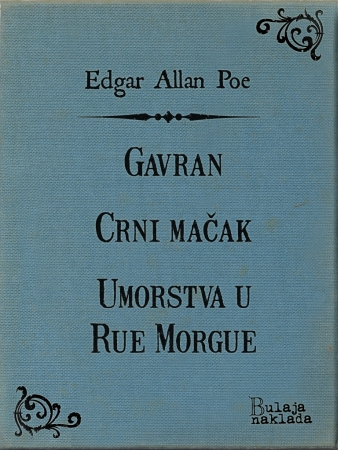 Edgar Allan Poe
Gavran
Crni mačak
Umorstva u
Rue Morgue
Bulaja
naklada